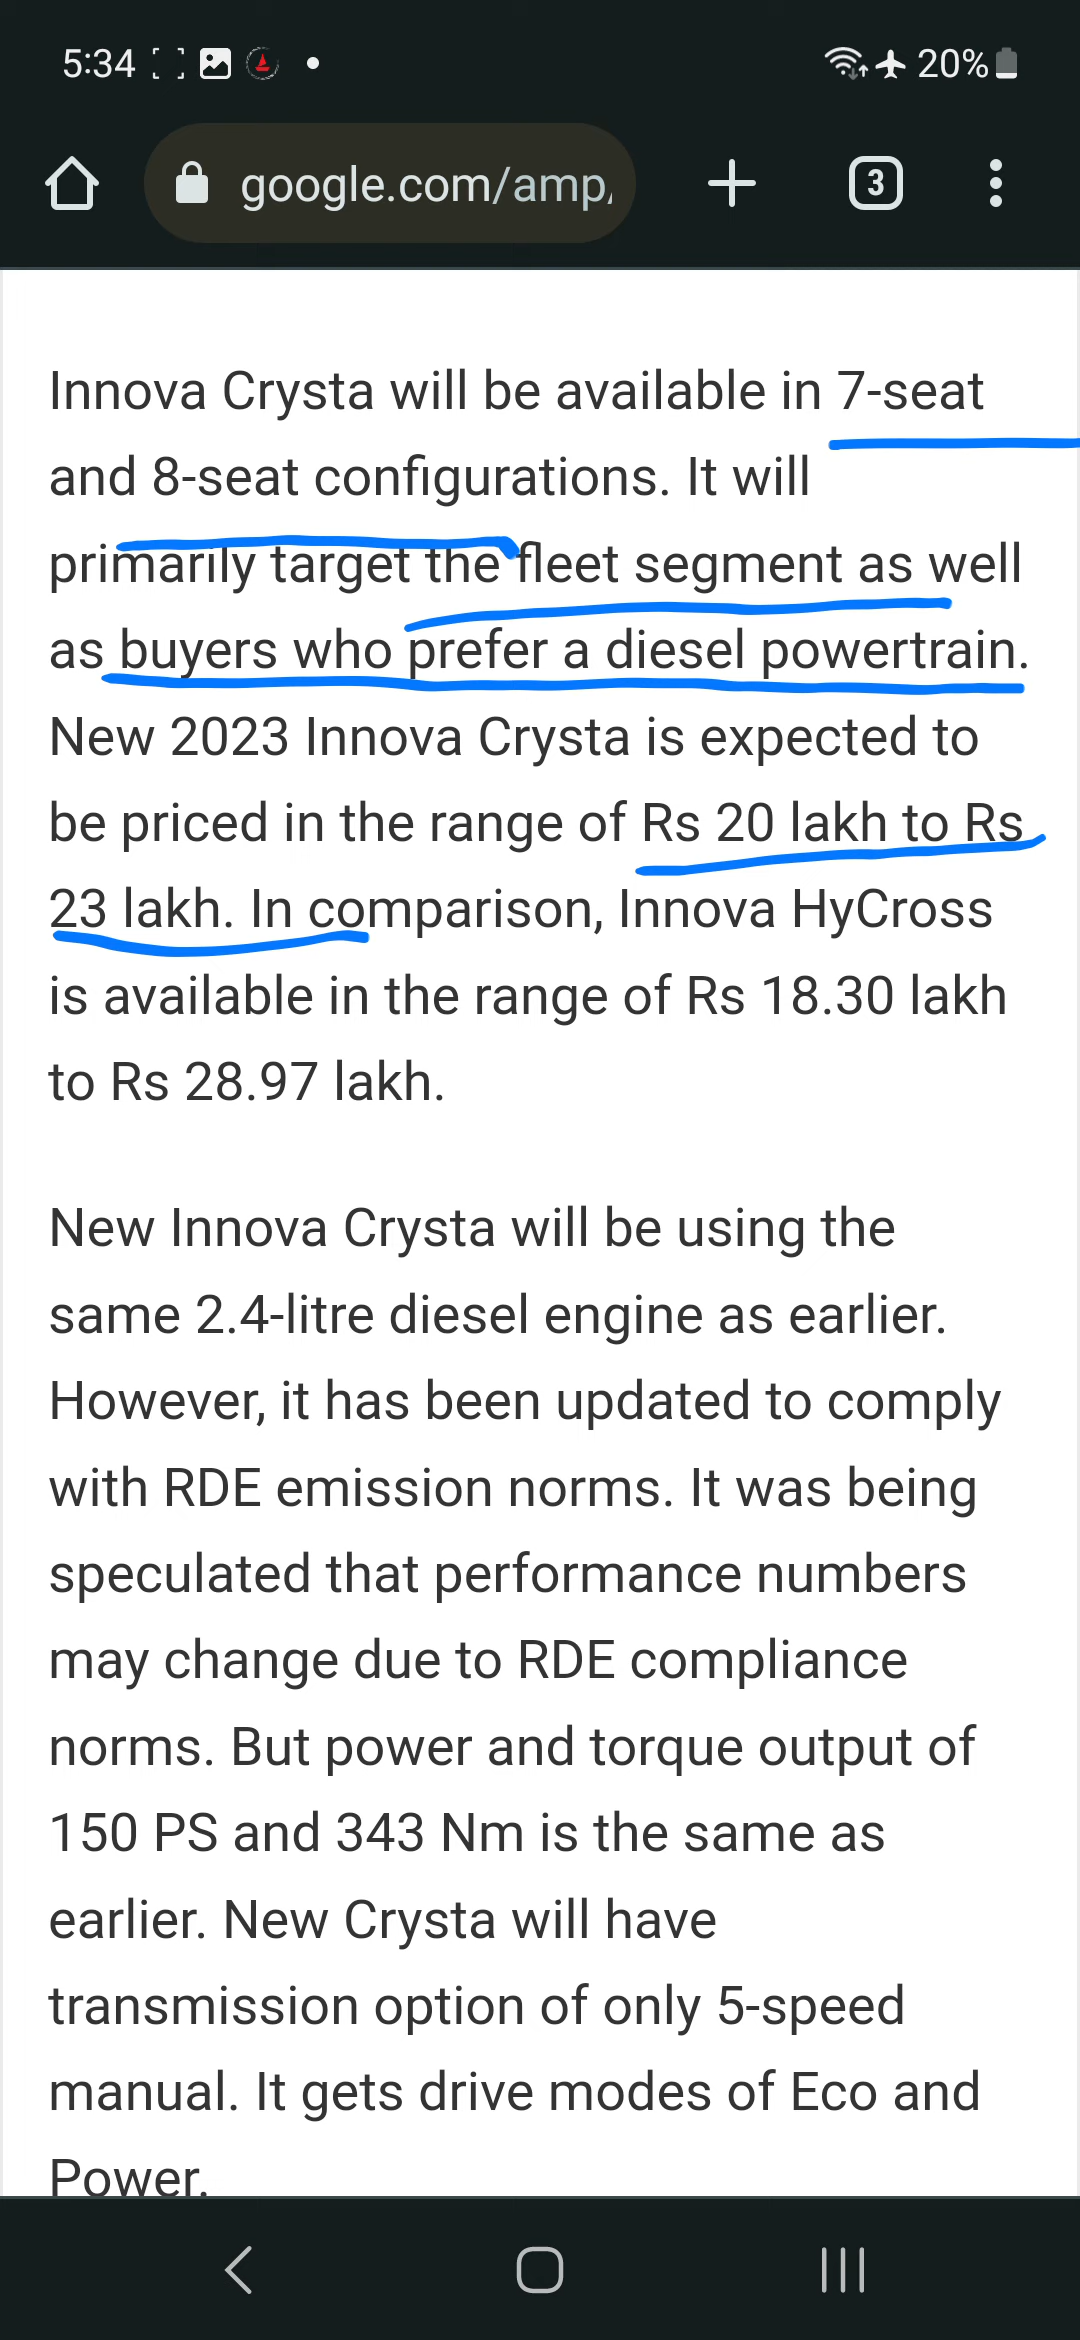 5:34
20%
google.com/amp
3
Innova Crysta will be available in 7-seat
and 8-seat configurations. It will
primarily target the fleet segment as well
as buyers who prefer a diesel powertrain.
New 2023 Innova Crysta is expected to
be priced in the range of Rs 20 lakh to Rs
23 lakh. In comparison, Innova HyCross
is available in the range of Rs 18.30 lakh
to Rs 28.97 lakh.
New Innova Crysta will be using the
same 2.4-litre diesel engine as earlier.
However, it has been updated to comply
with RDE emission norms. It was being
speculated that performance numbers
may change due to RDE compliance
norms. But power and torque output of
150 PS and 343 Nm is the same as
earlier. New Crysta will have
transmission option of only 5-speed
manual. It gets drive modes of Eco and
Power.